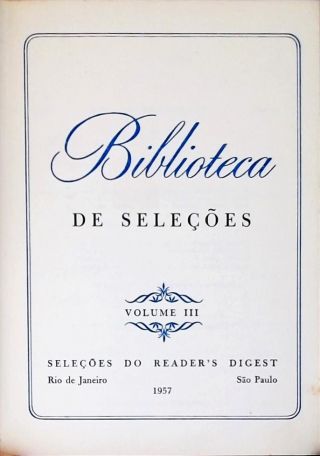 Biblioteca
DE SELEÇÕES
VOLUME III
SELEÇÕES DO READER'S DIGEST
Rio de Janeiro São Paulo
1957